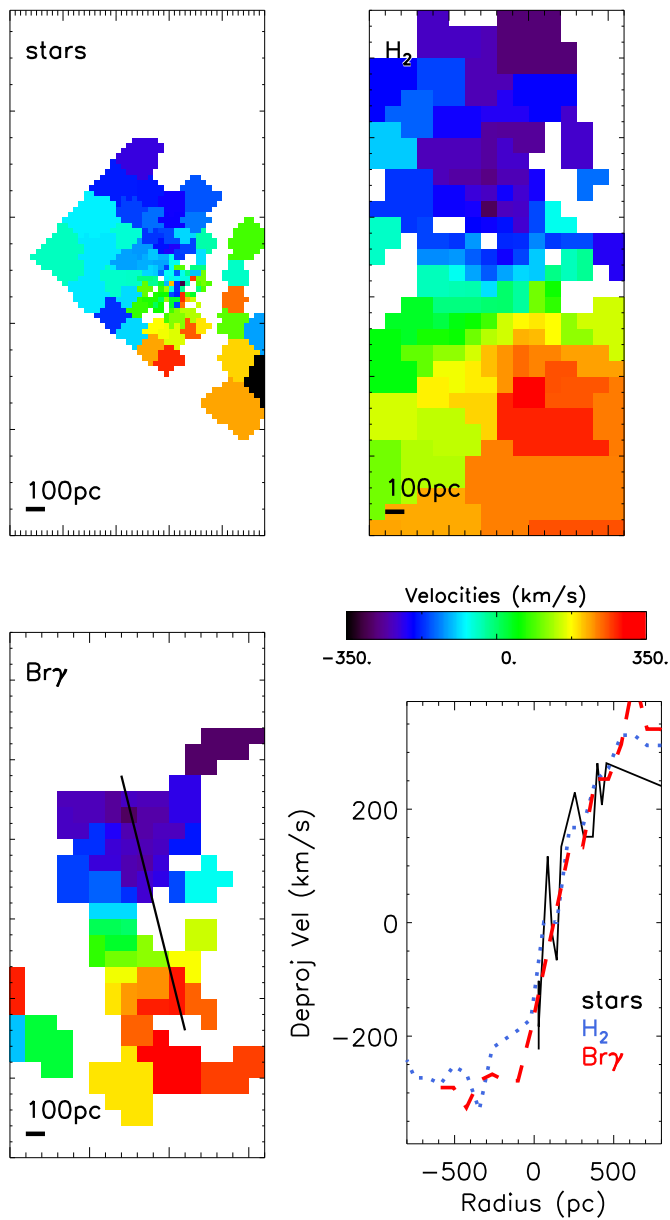 stars
H2
100pc
100pc
Brγ
100pc
Velocities (km/s)
-350. 0. 350.
Deproj Vel (km/s)
200
0
-200
stars
H2
Brγ
-500 0 500
Radius (pc)